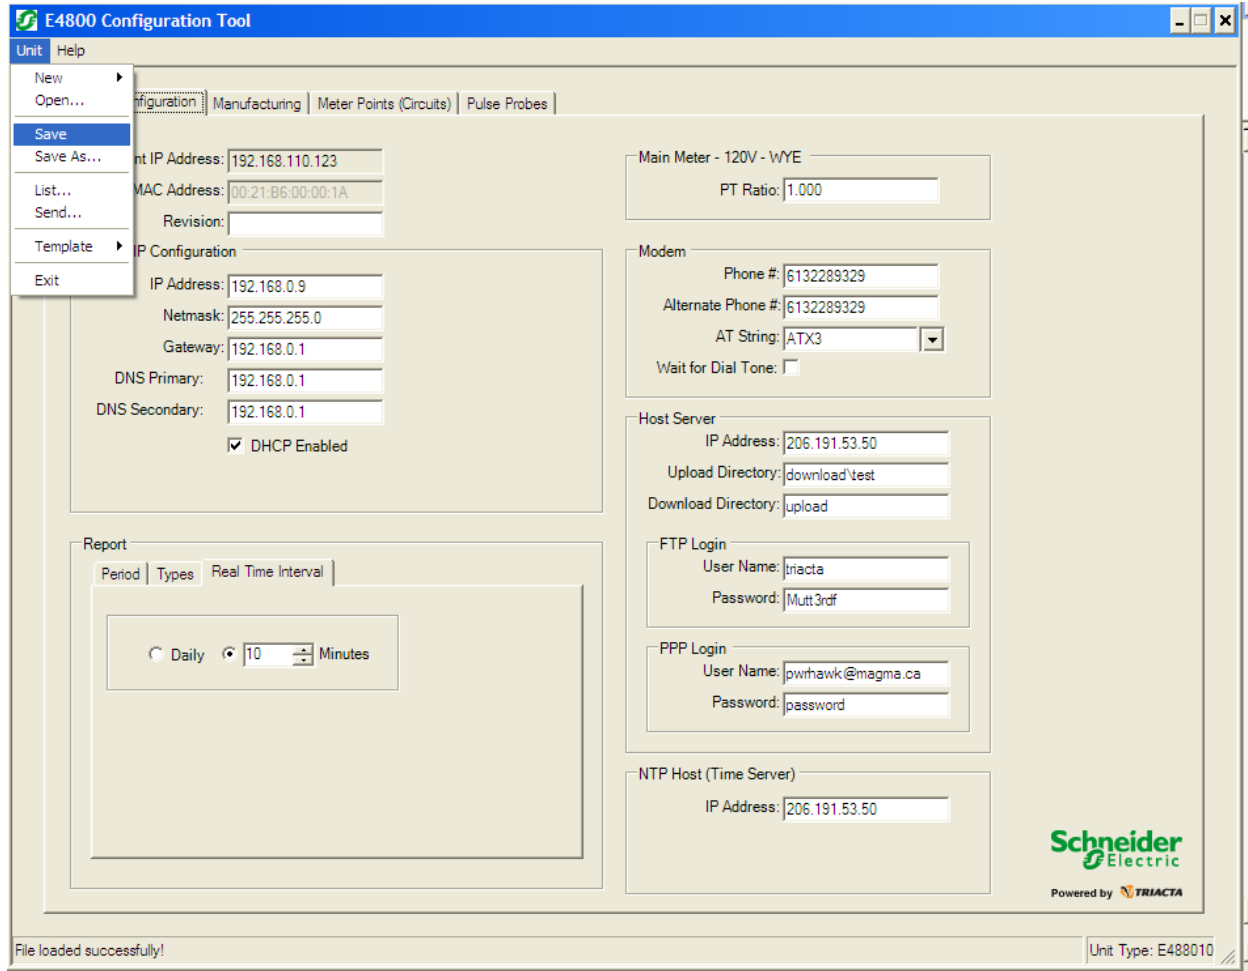 E4800 Configuration Tool
Unit Help
New
Open...
Save
Save As...
List...
Send...
Template
Exit
nfiguration Manufacturing Meter Points (Circuits) Pulse Probes
nt IP Address: 192.168.110.123
MAC Address: 00:21:B6:00:00:1A
Revision:
IP Configuration
IP Address: 192.168.0.9
Netmask: 255.255.255.0
Gateway: 192.168.0.1
DNS Primary: 192.168.0.1
DNS Secondary: 192.168.0.1
DHCP Enabled
Report
Period Types Real Time Interval
Daily 10 Minutes
Main Meter - 120V - WYE
PT Ratio: 1.000
Modem
Phone #: 6132289329
Alternate Phone #: 6132289329
AT String: ATX3
Wait for Dial Tone:
Host Server
IP Address: 206.191.53.50
Upload Directory: download\test
Download Directory: upload
FTP Login
User Name: triacta
Password: Mutt3rdf
PPP Login
User Name: pwrhawk@magma.ca
Password: password
NTP Host (Time Server)
IP Address: 206.191.53.50
Schneider
Electric
Powered by TRIACTA
File loaded successfully!
Unit Type: E488010